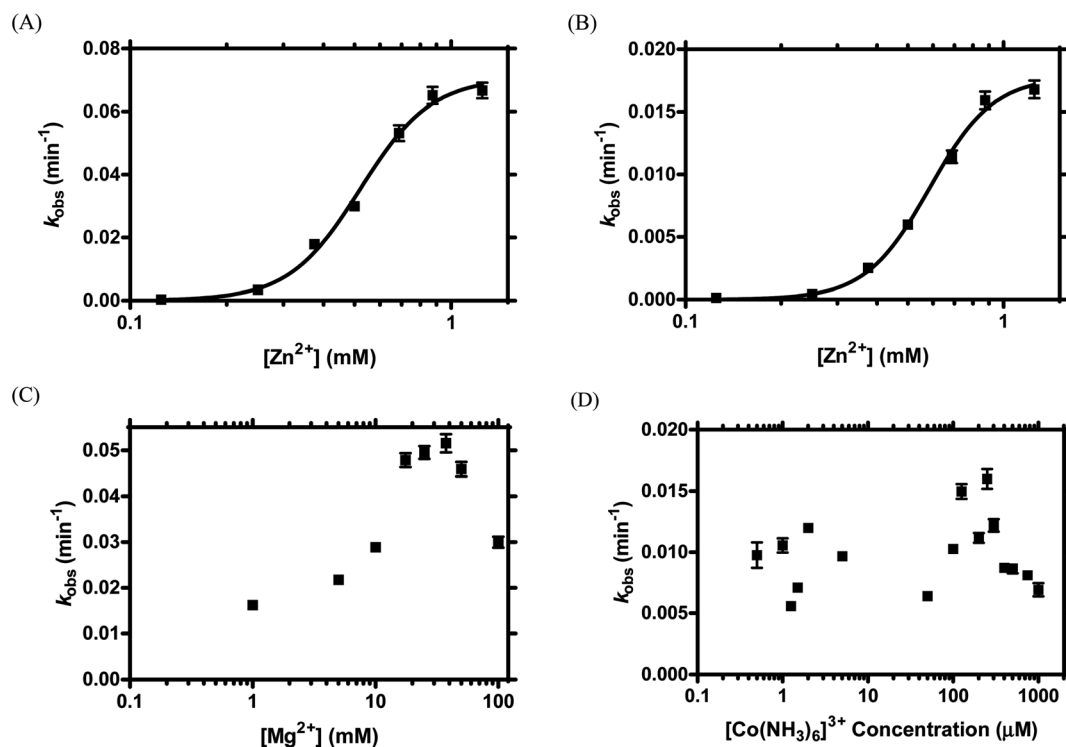 (A)
0.08
0.06
0.04
0.02
0.00
0.1
1
kobs (min-1)
[Zn2+] (mM)
(B)
0.020
0.015
0.010
0.005
0.000
0.1
1
kobs (min-1)
[Zn2+] (mM)
(C)
0.05
0.04
0.03
0.02
0.01
0.00
0.1
1
10
100
kobs (min-1)
[Mg2+] (mM)
(D)
0.020
0.015
0.010
0.005
0.000
0.1
1
10
100
1000
kobs (min-1)
[Co(NH3)6]3+ Concentration (μM)